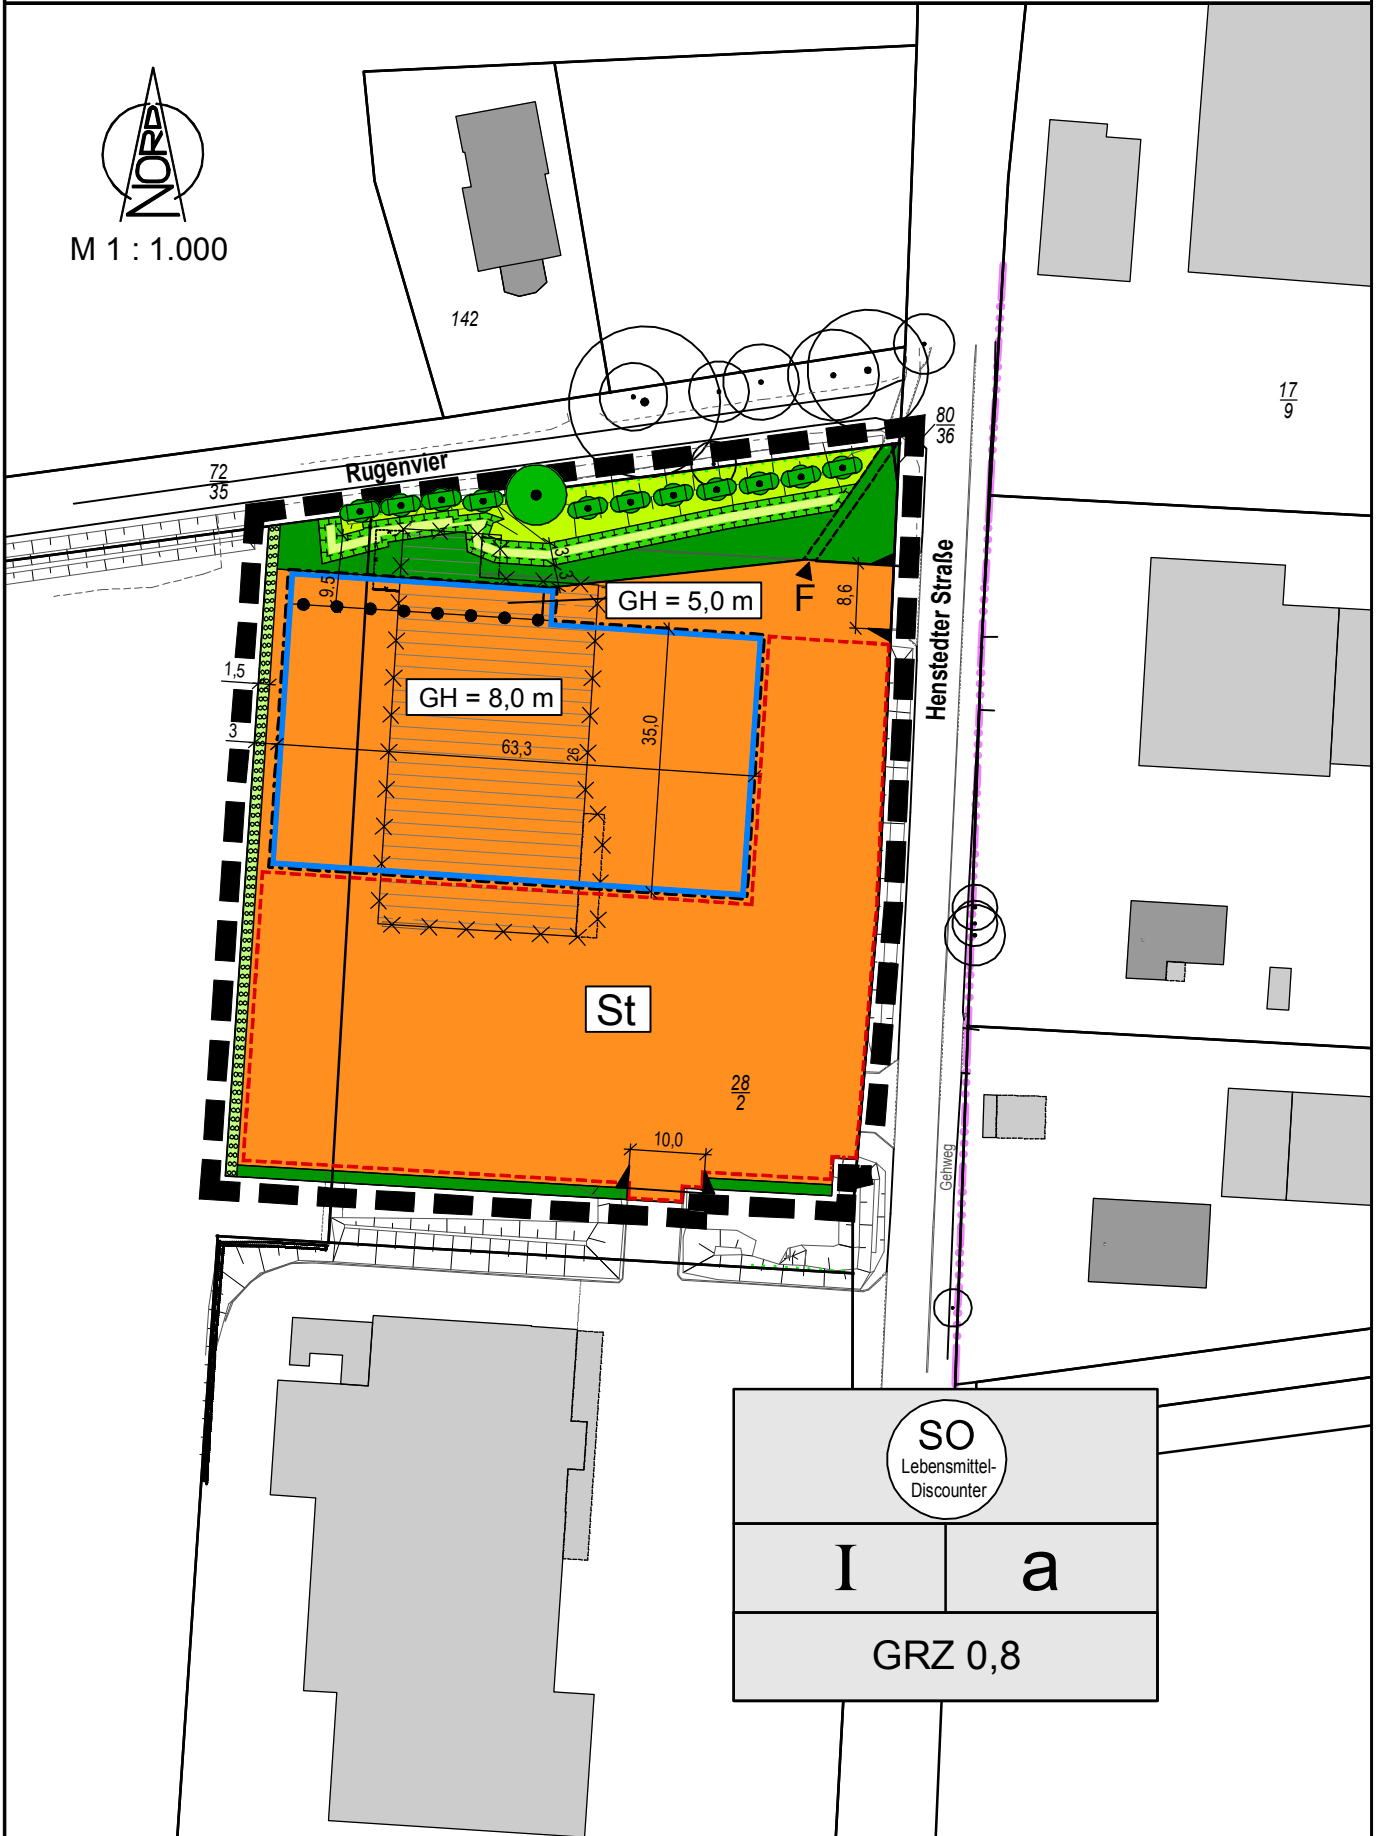 NORD
M 1 : 1.000
142
17
9
80
36
72
35
Rugenvier
3
3
9,5
GH = 5,0 m
F
8,6
Henstedter Straße
1,5
GH = 8,0 m
3
63,3
26
35,0
St
28
2
10,0
Gehweg
SO
Lebensmittel-
Discounter
I
a
GRZ 0,8